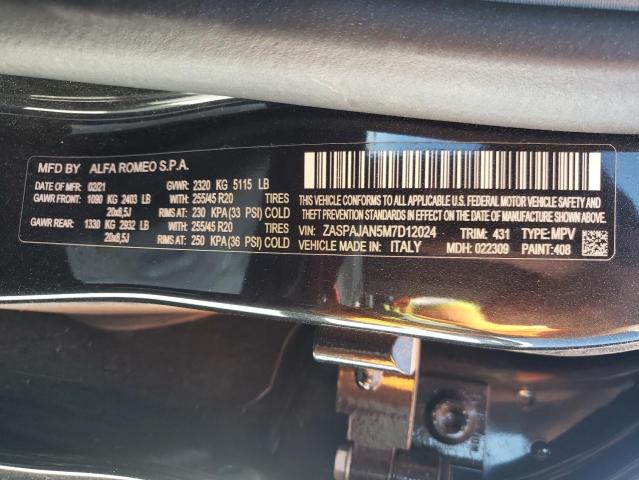 MFD BY ALFA ROMEO S.P.A.
DATE OF MFR: 02/21 GVWR: 2320 KG 5115 LB
GAWR FRONT: 1090 KG 2403 LB WITH: 255/45 R20 TIRES
20x8,5J RIMS AT: 230 KPA(33 PSI) COLD
GAWR REAR: 1330 KG 2932 LB WITH: 255/45 R20 TIRES
20x8,5J RIMS AT: 250 KPA (36 PSI) COLD
THIS VEHICLE CONFORMS TO ALL APPLICABLE U.S. FEDERAL MOTOR VEHICLE SAFETY AND
THEFT PREVENTION STANDARDS IN EFFECT ON THE DATE OF MANUFACTURE SHOWN ABOVE.
VIN: ZASPAJAN5M7D12024 TRIM: 431 TYPE: MPV
VEHICLE MADE IN: ITALY MDH: 022309 PAINT: 408